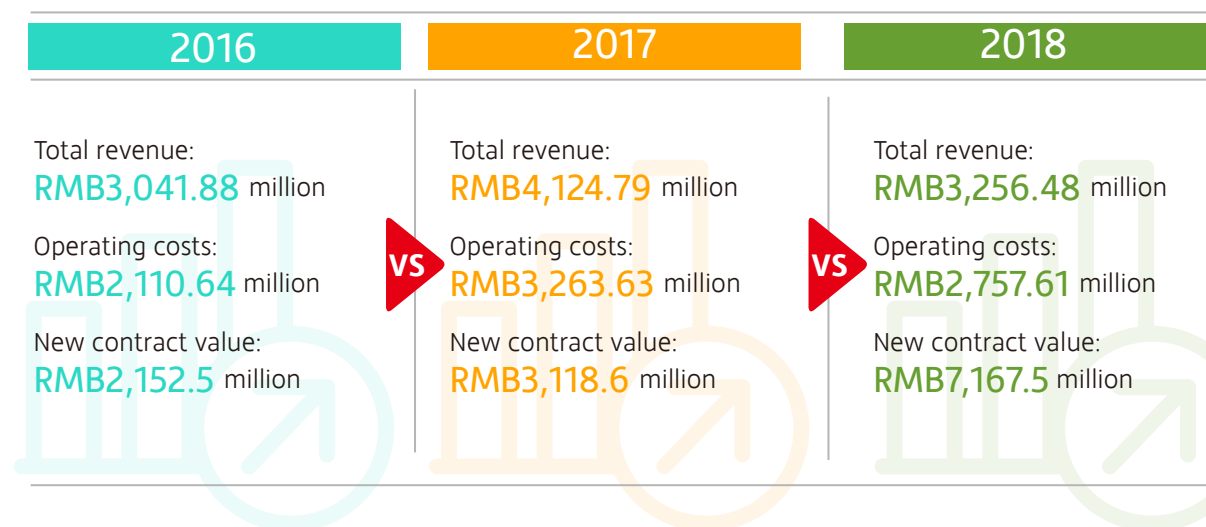 2016
2017
2018
Total revenue:
RMB3,041.88 million
Operating costs:
RMB2,110.64 million
New contract value:
RMB2,152.5 million
VS
Total revenue:
RMB4,124.79 million
Operating costs:
RMB3,263.63 million
New contract value:
RMB3,118.6 million
VS
Total revenue:
RMB3,256.48 million
Operating costs:
RMB2,757.61 million
New contract value:
RMB7,167.5 million